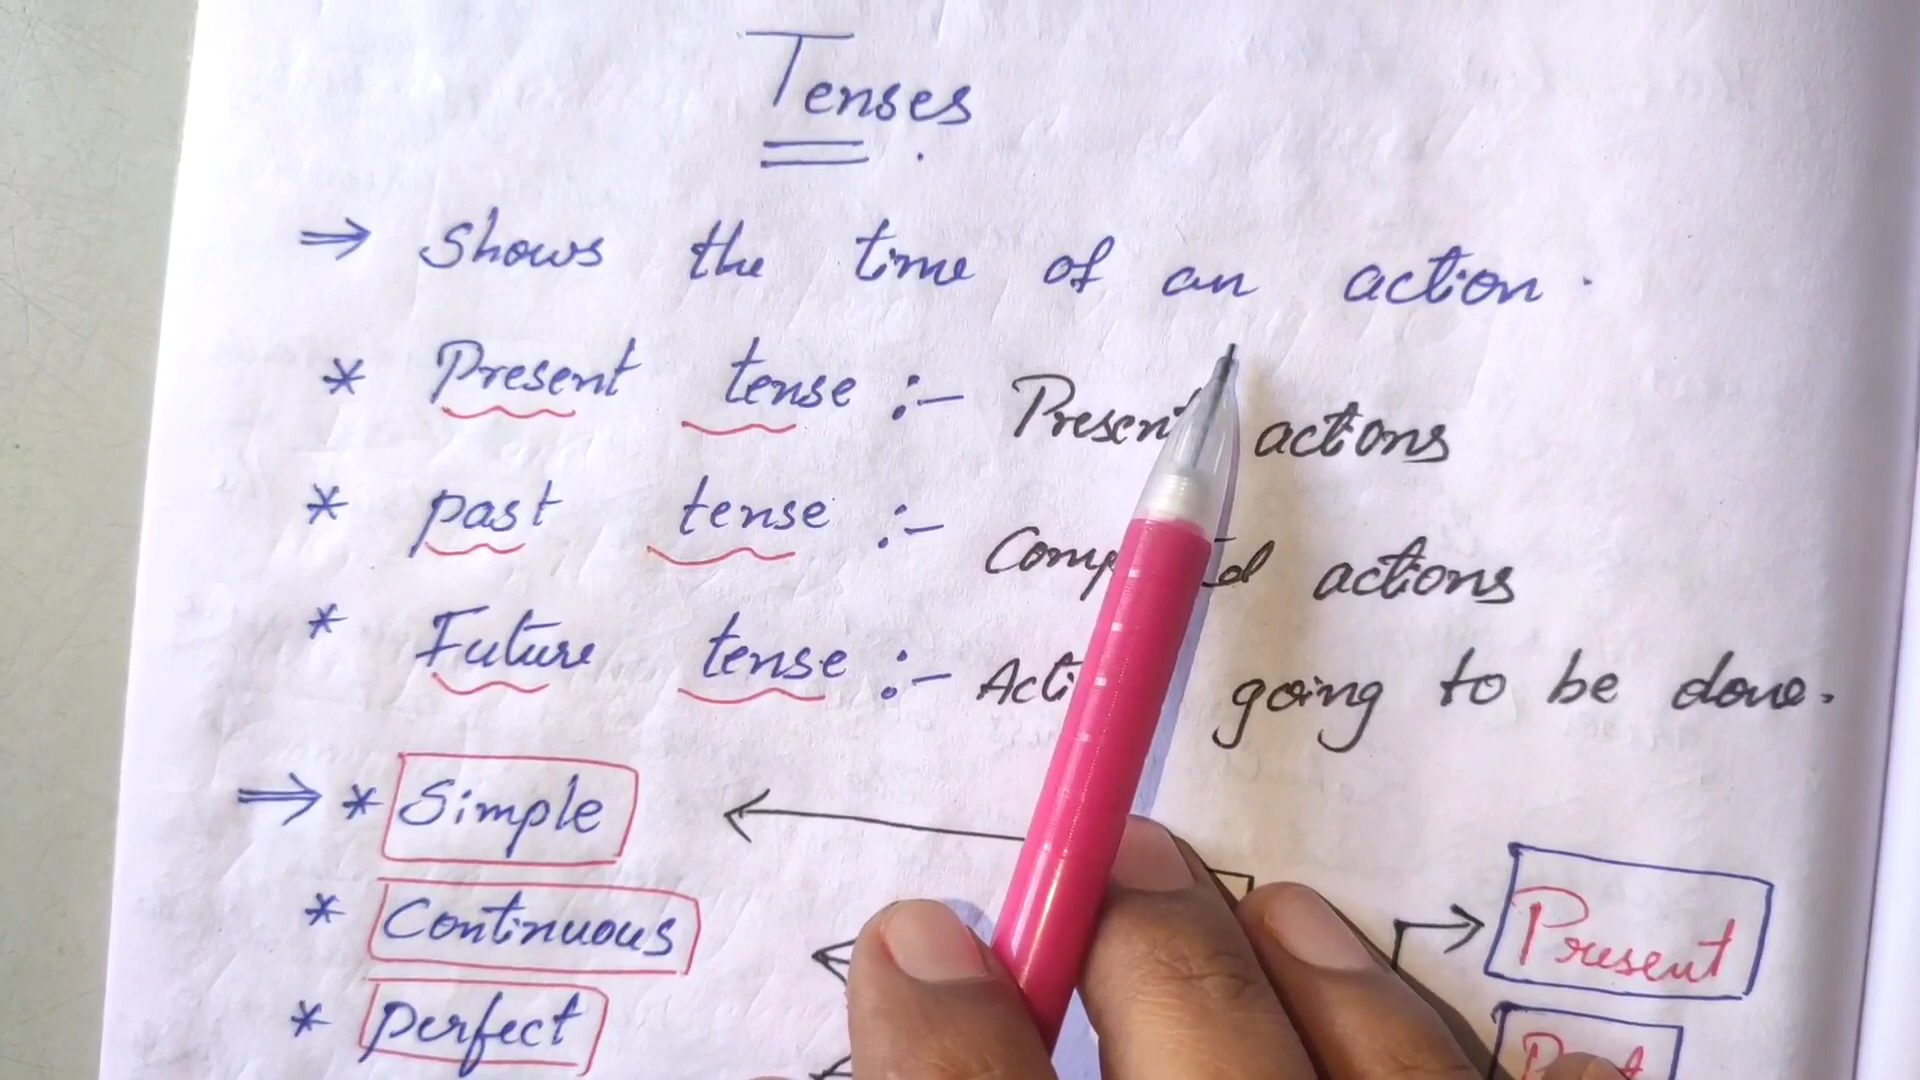 Tenses
⇒ Shows the time of an action.
* Present tense :- Present actions
* past tense :- actions
* Future tense :- going to be done.
⇒ * Simple
* Continuous
Present
* perfect